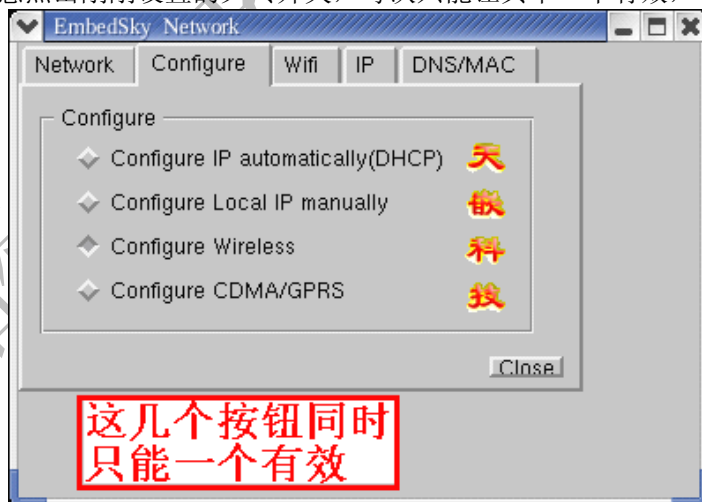 EmbedSky Network
Network Configure Wifi IP DNS/MAC
Configure
Configure IP automatically(DHCP) 天
Configure Local IP manually 嵌
Configure Wireless 科
Configure CDMA/GPRS 技
Close
这几个按钮同时
只能一个有效